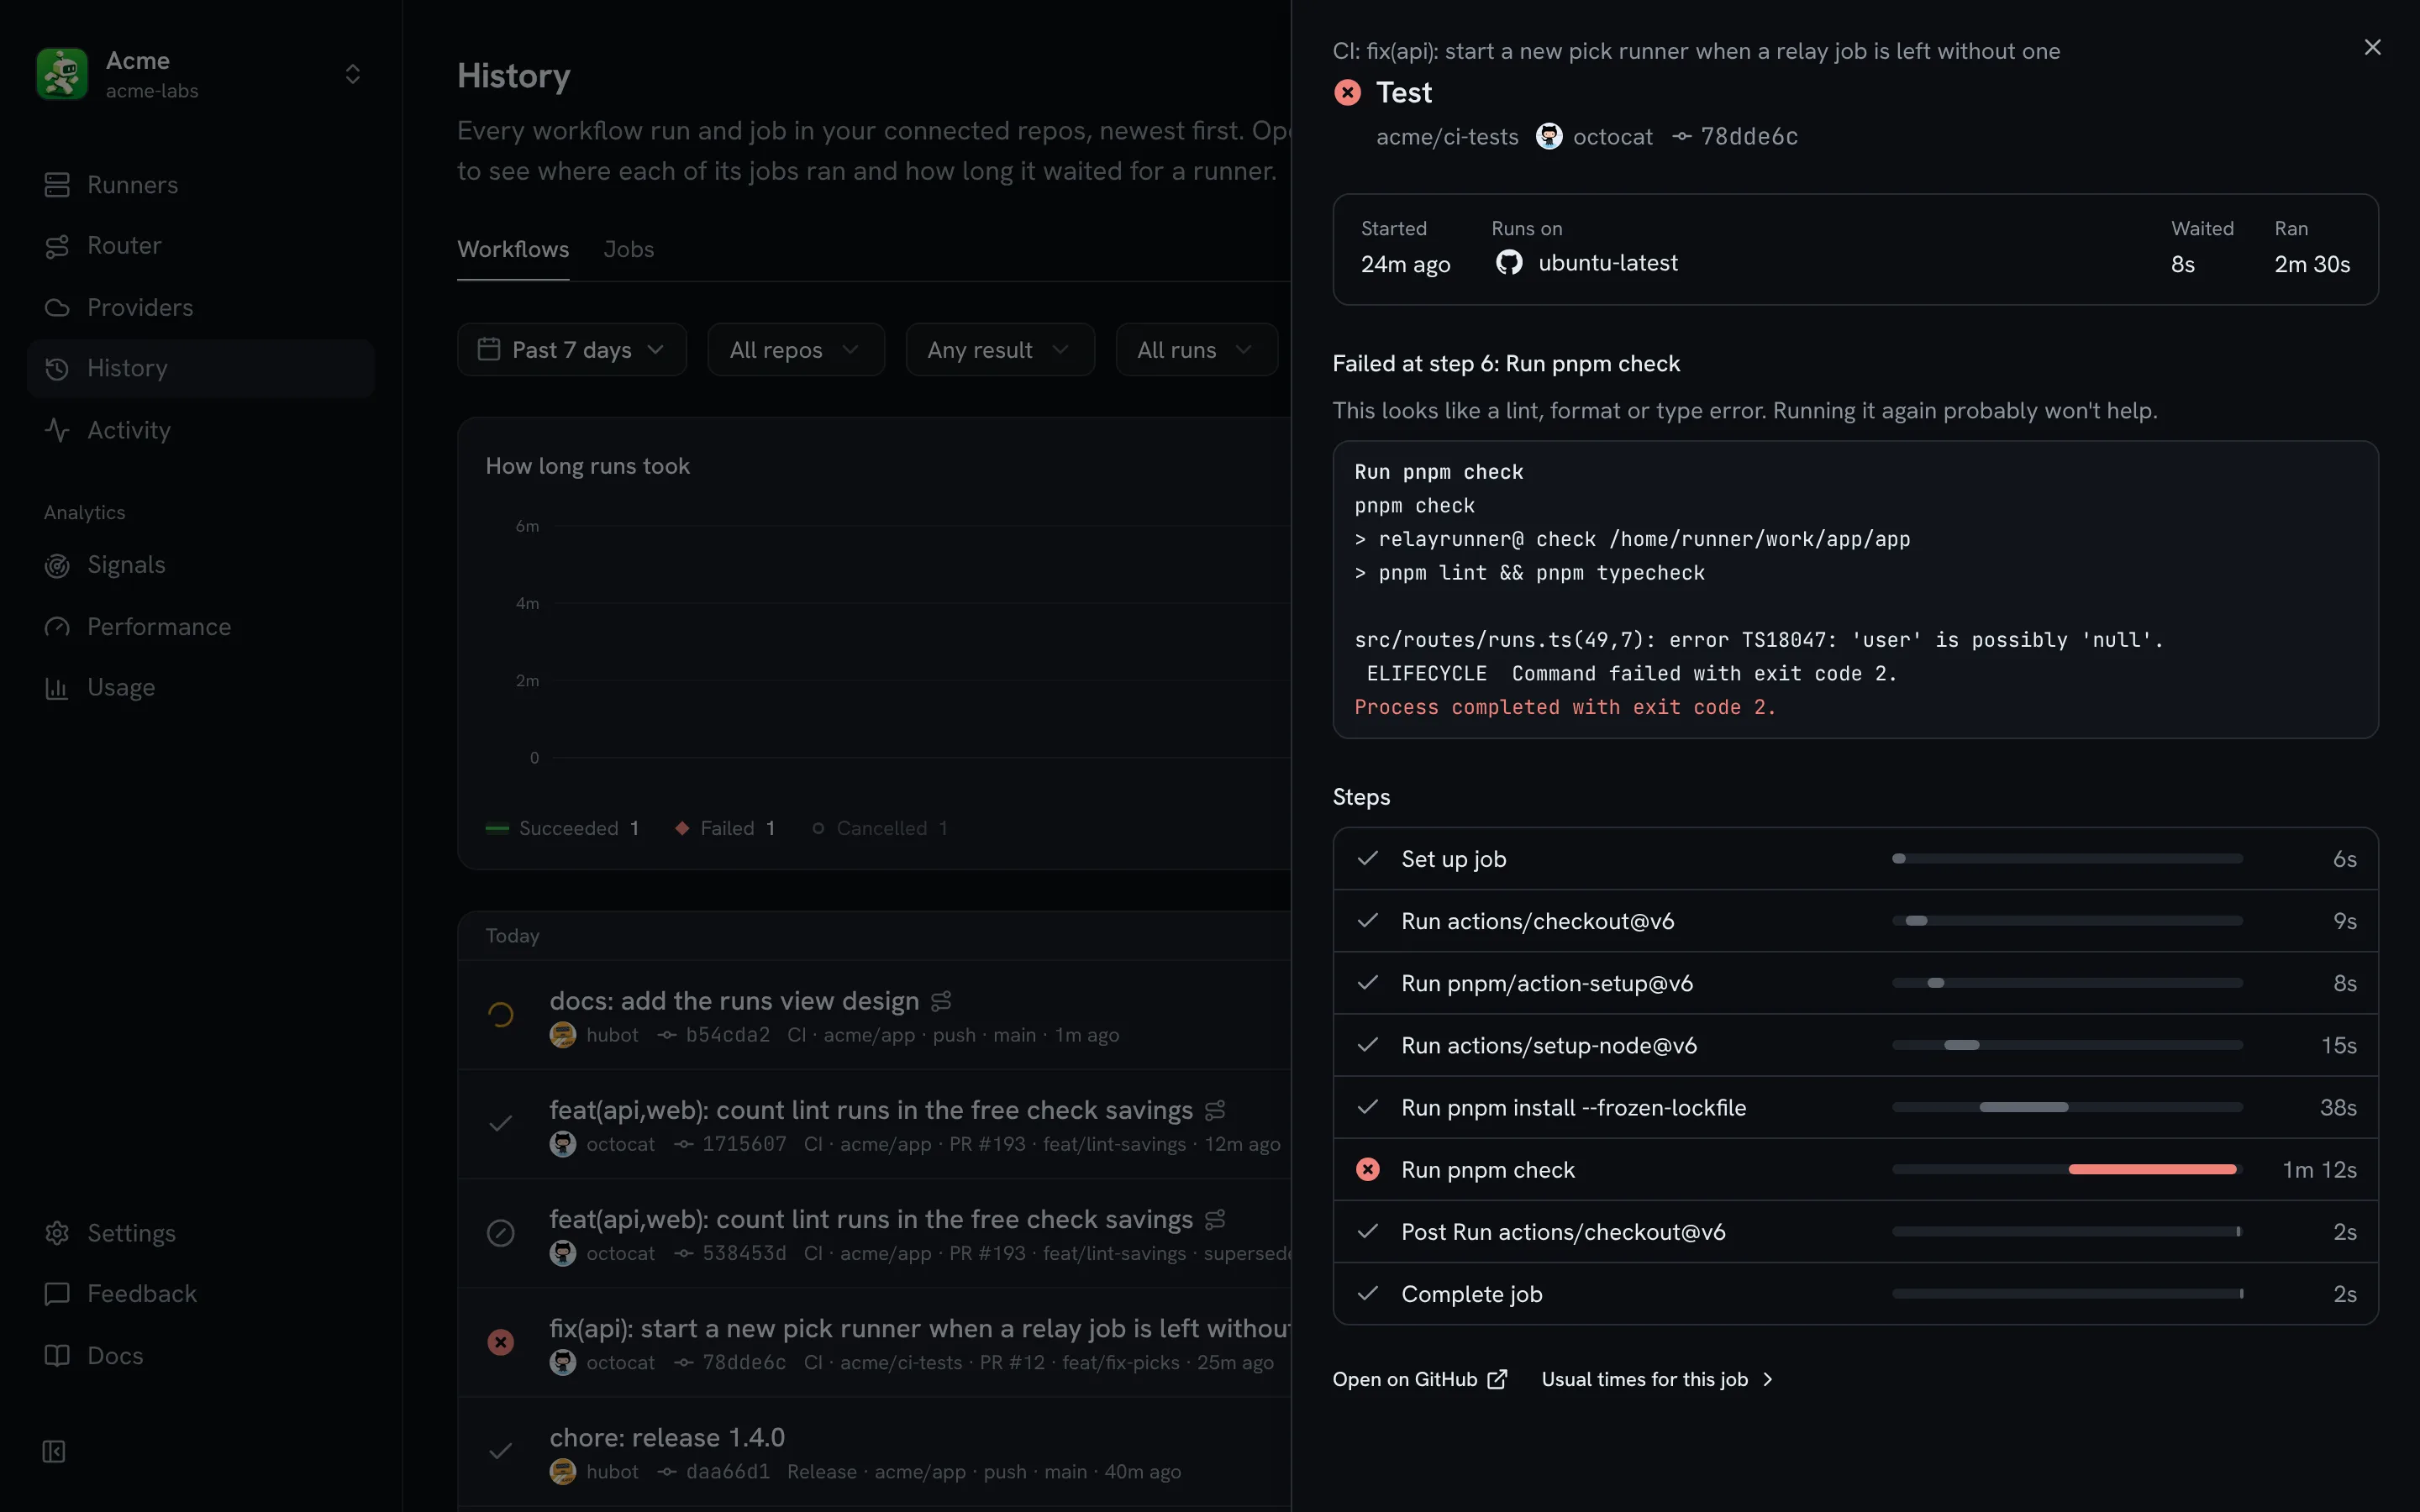 Acme
acme-labs
Runners
Router
Providers
History
Activity
Analytics
Signals
Performance
Usage
Settings
Feedback
Docs
History
Every workflow run and job in your connected repos, newest first. Op
to see where each of its jobs ran and how long it waited for a runner.
Workflows Jobs
Past 7 days All repos Any result All runs
How long runs took
6m
4m
2m
0
Succeeded 1 Failed 1 Cancelled 1
Today
docs: add the runs view design
hubot b54cda2 CI · acme/app · push · main · 1m ago
feat(api,web): count lint runs in the free check savings
octocat 1715607 CI · acme/app · PR #193 · feat/lint-savings · 12m ago
feat(api,web): count lint runs in the free check savings
octocat 538453d CI · acme/app · PR #193 · feat/lint-savings · supersed
fix(api): start a new pick runner when a relay job is left withou
octocat 78dde6c CI · acme/ci-tests · PR #12 · feat/fix-picks · 25m ago
chore: release 1.4.0
hubot daa66d1 Release · acme/app · push · main · 40m ago
CI: fix(api): start a new pick runner when a relay job is left without one
Test
acme/ci-tests octocat 78dde6c
Started Runs on Waited Ran
24m ago ubuntu-latest 8s 2m 30s
Failed at step 6: Run pnpm check
This looks like a lint, format or type error. Running it again probably won't help.
Run pnpm check
pnpm check
> relayrunner@ check /home/runner/work/app/app
> pnpm lint && pnpm typecheck
src/routes/runs.ts(49,7): error TS18047: 'user' is possibly 'null'.
ELIFECYCLE  Command failed with exit code 2.
Process completed with exit code 2.
Steps
Set up job 6s
Run actions/checkout@v6 9s
Run pnpm/action-setup@v6 8s
Run actions/setup-node@v6 15s
Run pnpm install --frozen-lockfile 38s
Run pnpm check 1m 12s
Post Run actions/checkout@v6 2s
Complete job 2s
Open on GitHub Usual times for this job